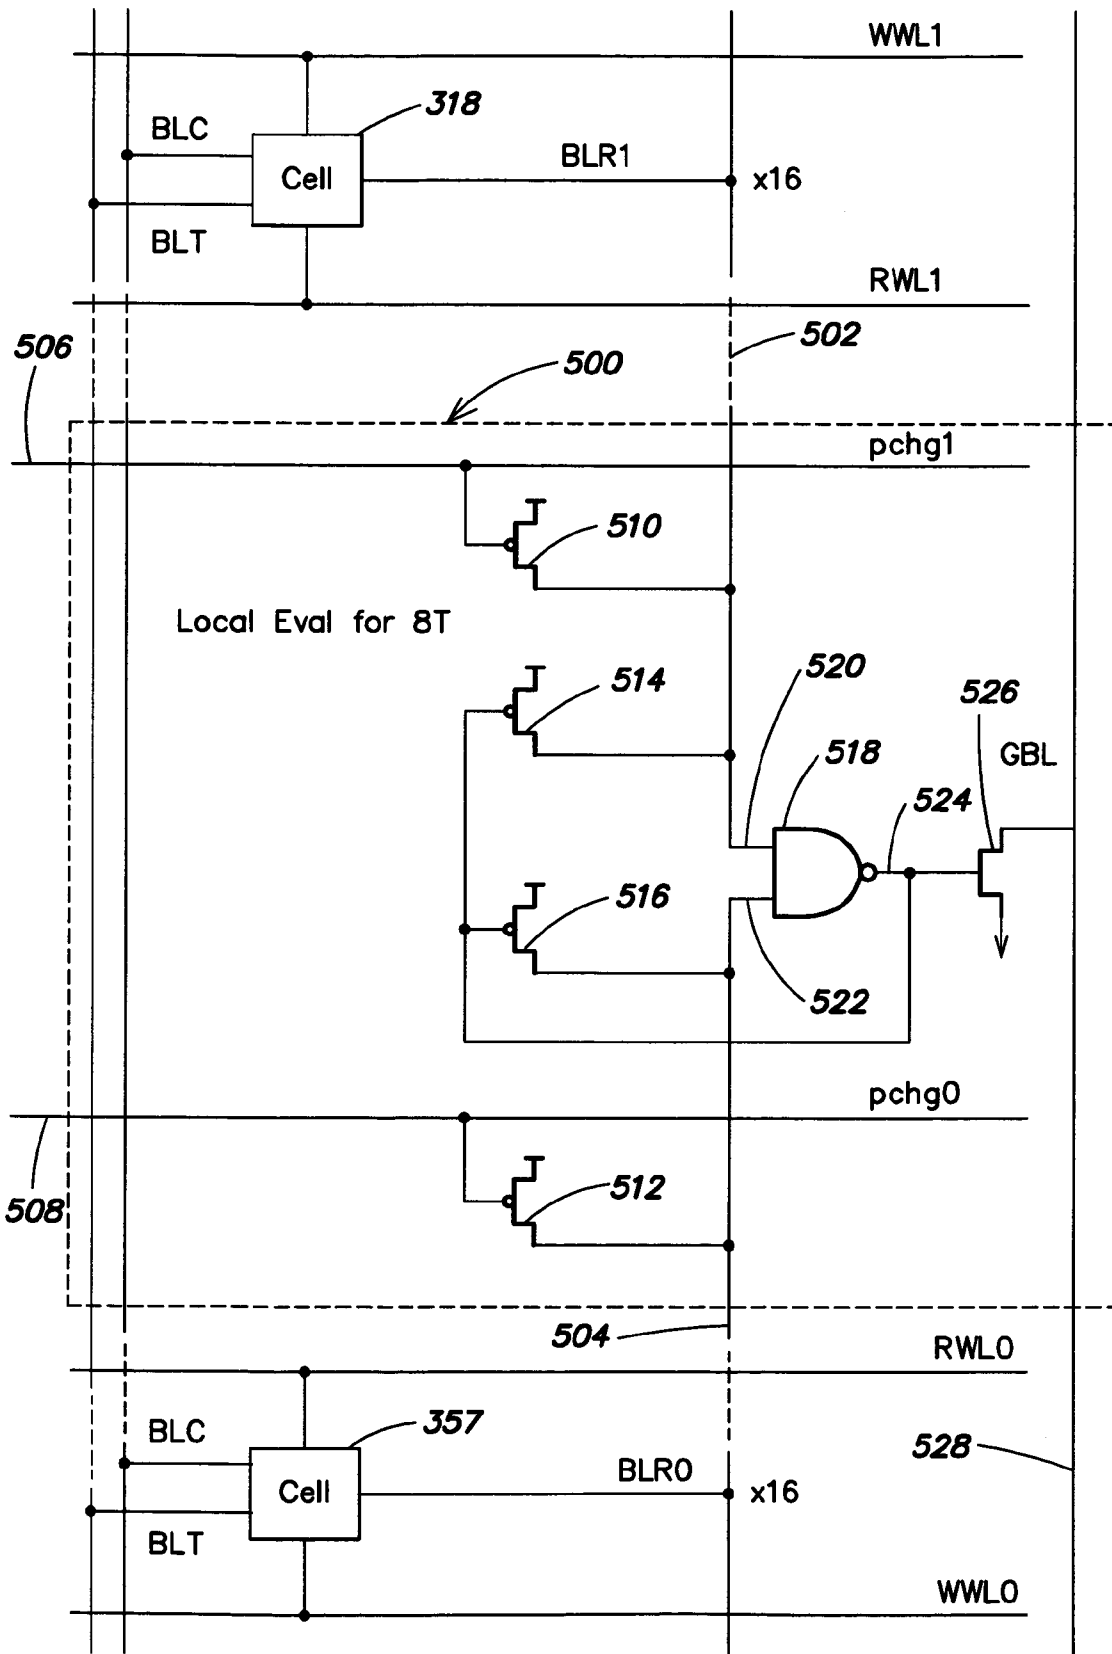 WWL1
318
BLC
BLR1
Cell
x16
BLT
RWL1
506
502
500
pchg1
510
Local Eval for 8T
520
514
526
518
GBL
524
516
522
pchg0
512
508
504
RWL0
357
BLC
528
BLR0
Cell
x16
BLT
WWL0